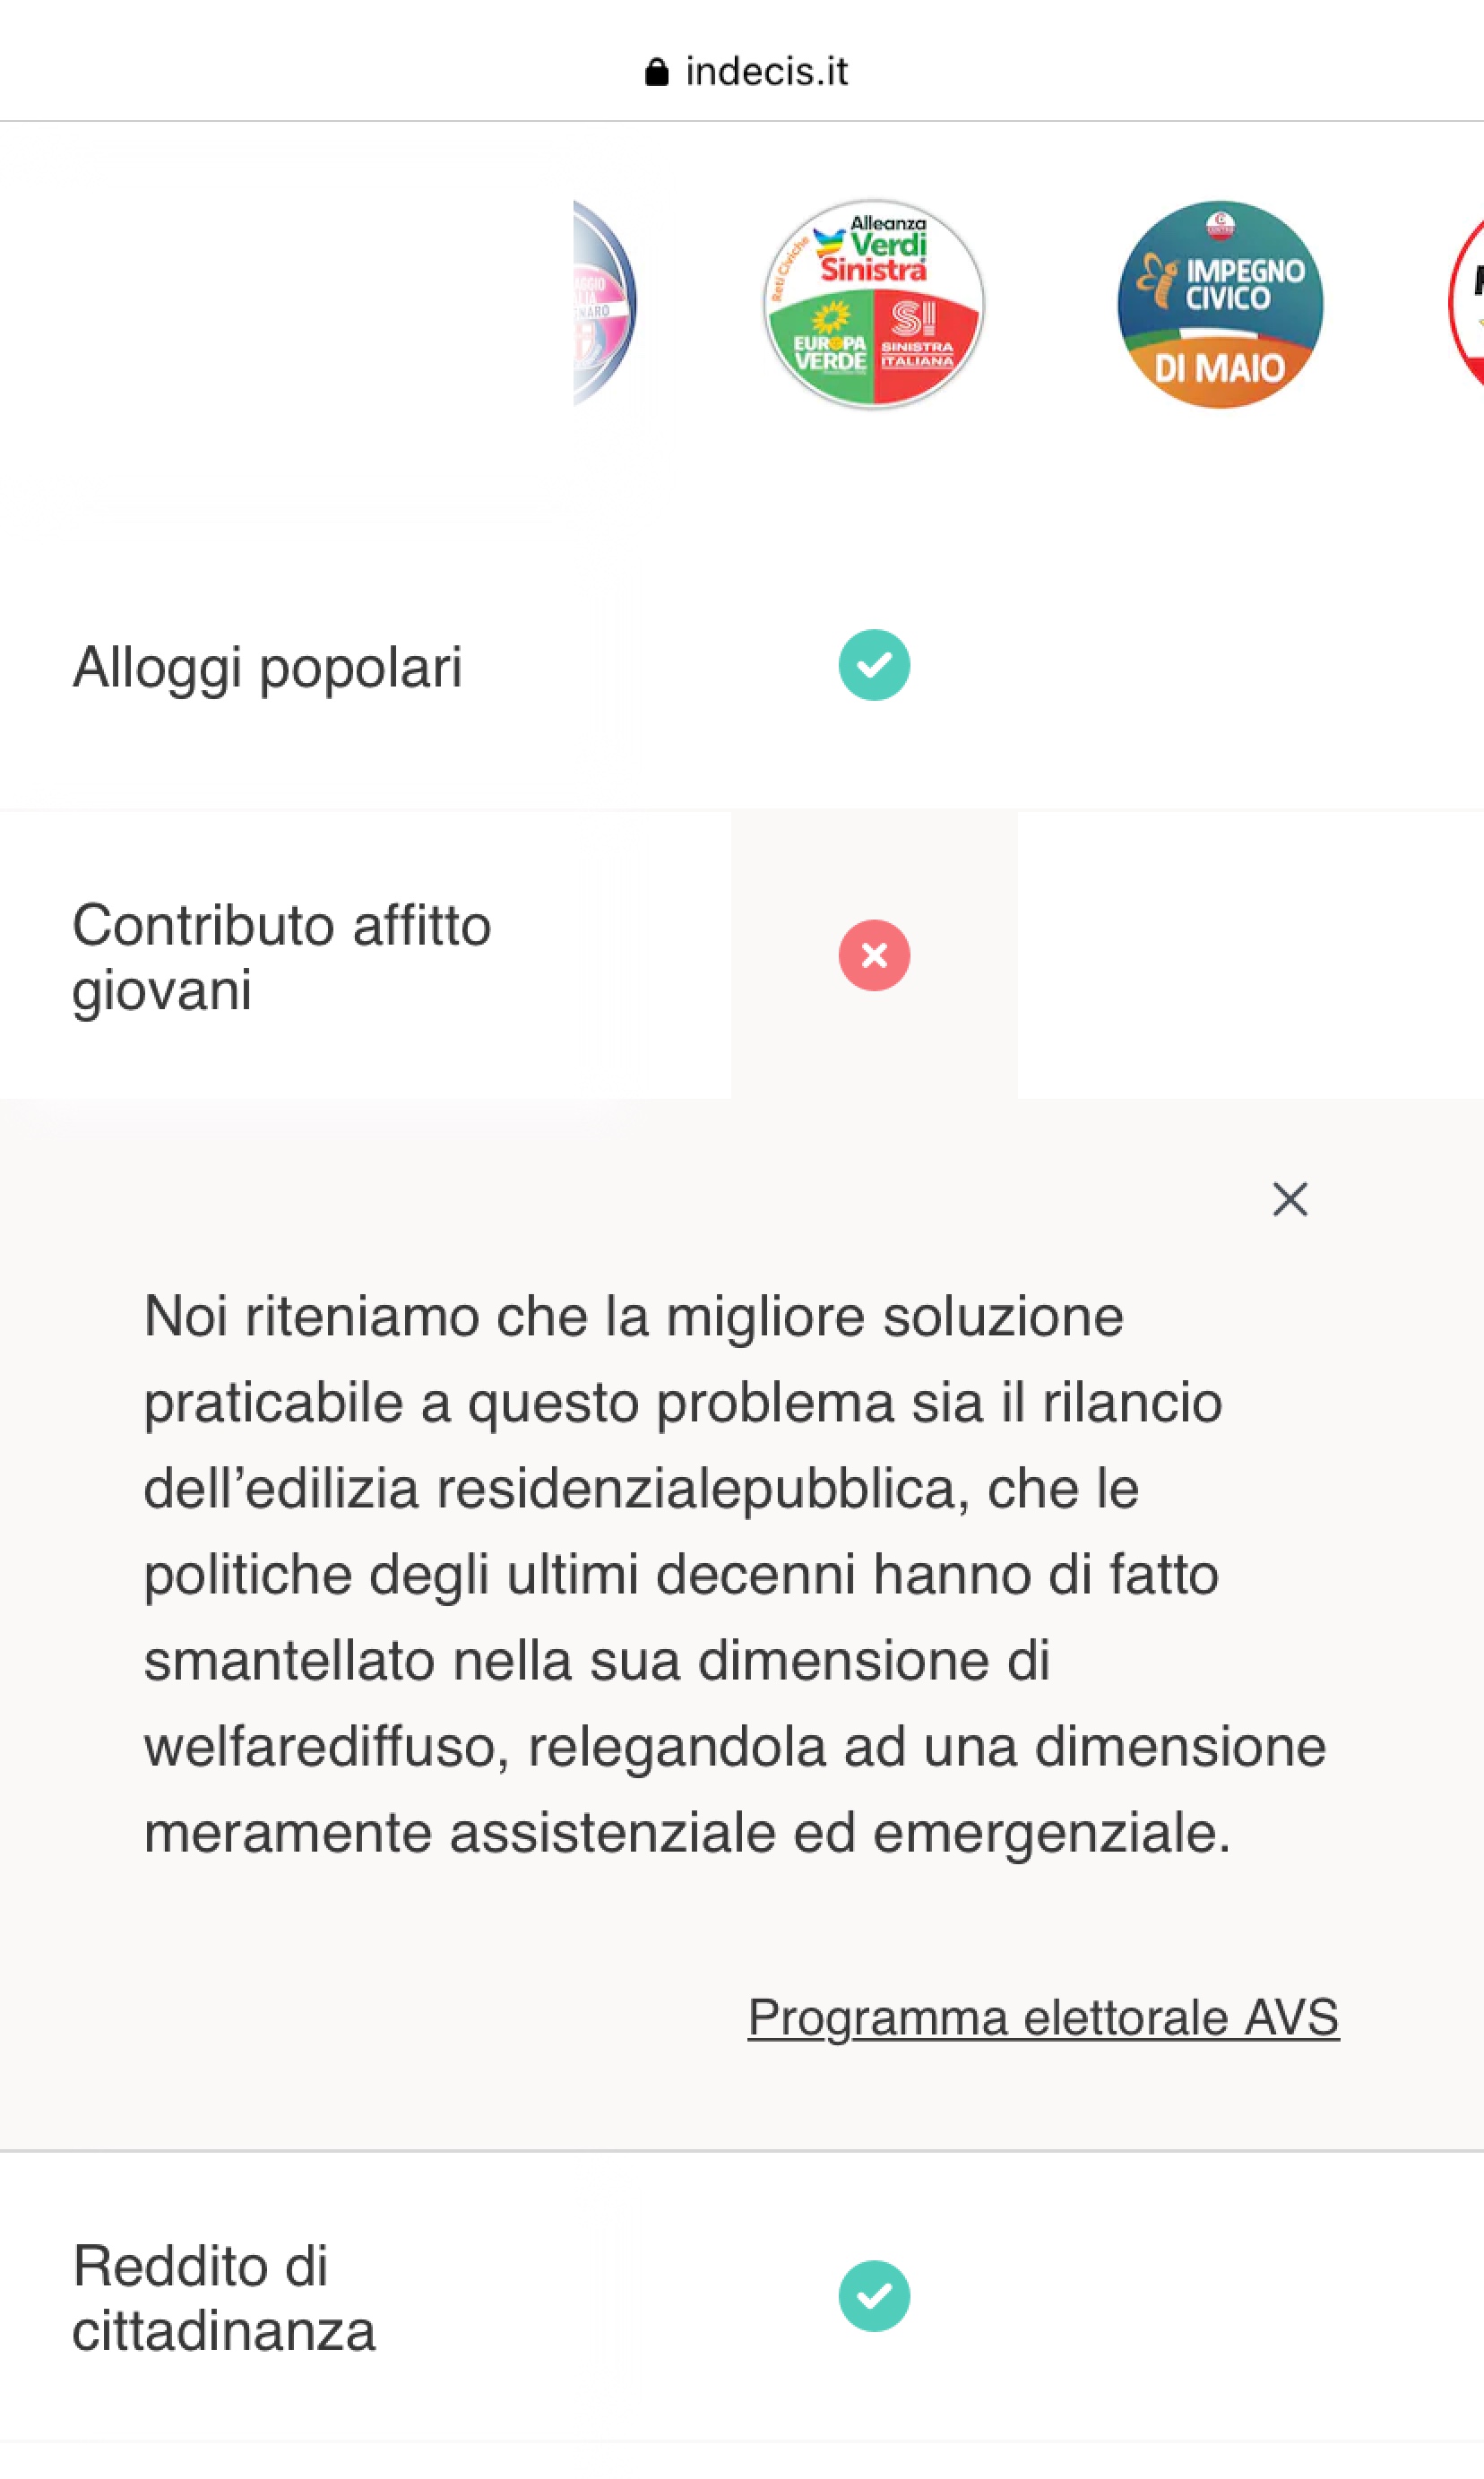 indecis.it
AGGIO
Alleanza
Verdi
Sinistra
Reti Civiche
EUROPA
VERDE
SI
SINISTRA
ITALIANA
IMPEGNO
CIVICO
DI MAIO
Alloggi popolari
Contributo affitto
giovani
Noi riteniamo che la migliore soluzione
praticabile a questo problema sia il rilancio
dell’edilizia residenzialepubblica, che le
politiche degli ultimi decenni hanno di fatto
smantellato nella sua dimensione di
welfarediffuso, relegandola ad una dimensione
meramente assistenziale ed emergenziale.
Programma elettorale AVS
Reddito di
cittadinanza